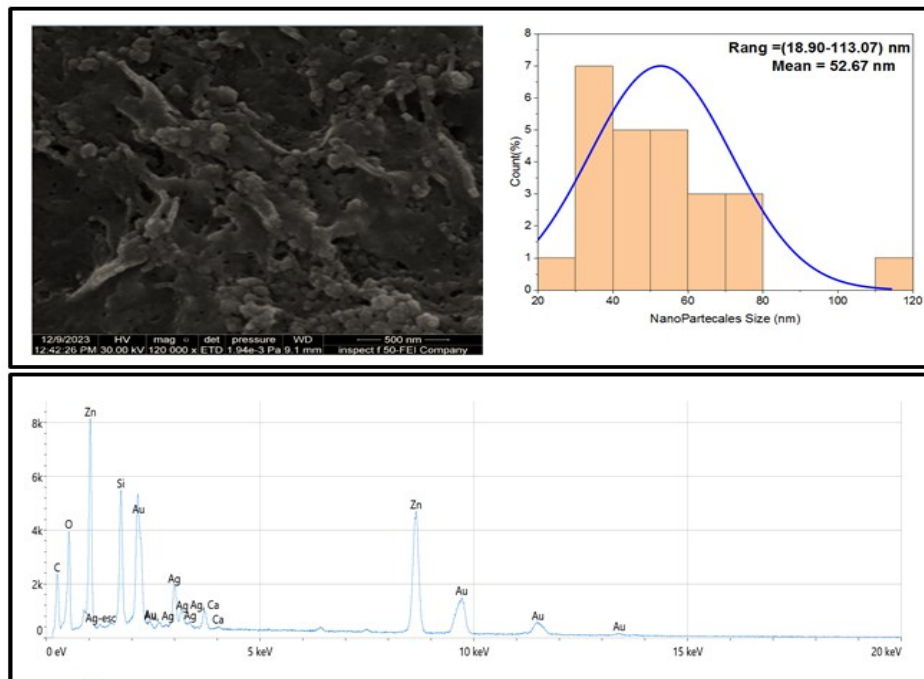 12/9/2023 HV mag det pressure WD 500 nm
12:42:26 PM 30.00 kV 120 000 x ETD 1.94e-3 Pa 9.1 mm inspect f 50-FEI Company
Rang =(18.90-113.07) nm
Mean = 52.67 nm
8
7
6
5
4
3
2
1
0
Count(%)
20 40 60 80 100 120
NanoPartecales Size (nm)
8k
6k
4k
2k
0
Zn
Si
Au
O
C
Ag
Ag-esc
Au
Ag
Ag
Ag
Ag
Ca
Ca
Zn
Au
Au
Au
0 eV 5 keV 10 keV 15 keV 20 keV